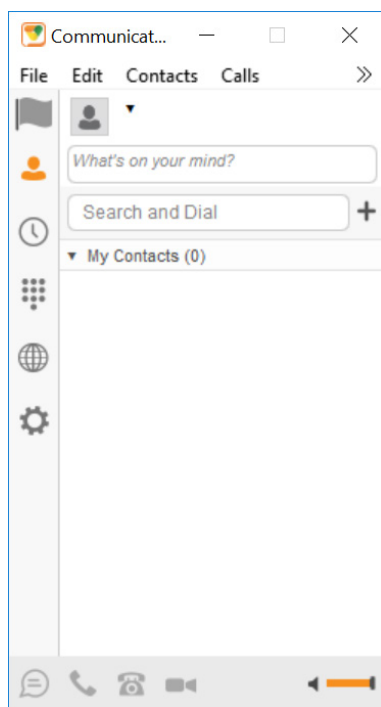 Communicat...
File Edit Contacts Calls
What's on your mind?
Search and Dial
My Contacts (0)